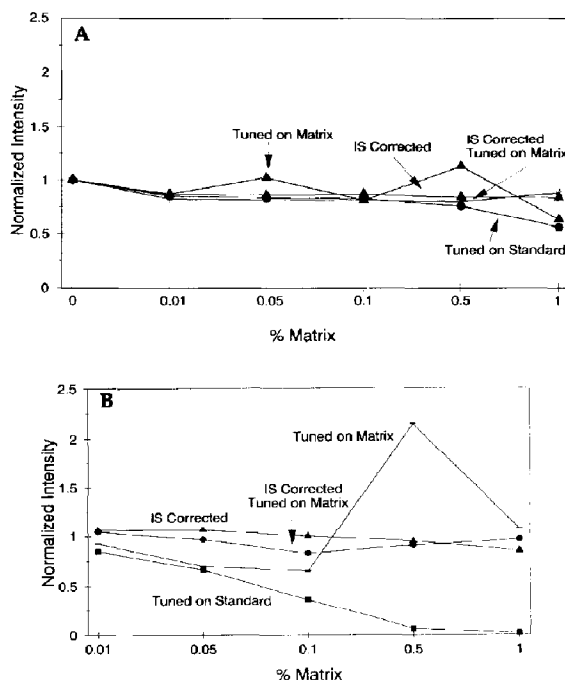 A
2.5
2
1.5
1
0.5
0
Normalized Intensity
Tuned on Matrix
IS Corrected
IS Corrected
Tuned on Matrix
Tuned on Standard
0
0.01
0.05
0.1
0.5
1
% Matrix
B
2.5
2
1.5
1
0.5
0
Normalized Intensity
Tuned on Matrix
IS Corrected
Tuned on Matrix
IS Corrected
Tuned on Standard
0.01
0.05
0.1
0.5
1
% Matrix